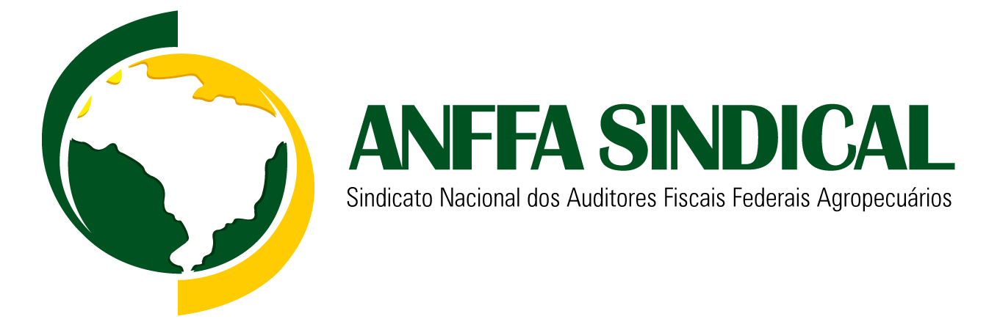 ANFFA SINDICAL
Sindicato Nacional dos Auditores Fiscais Federais Agropecuários